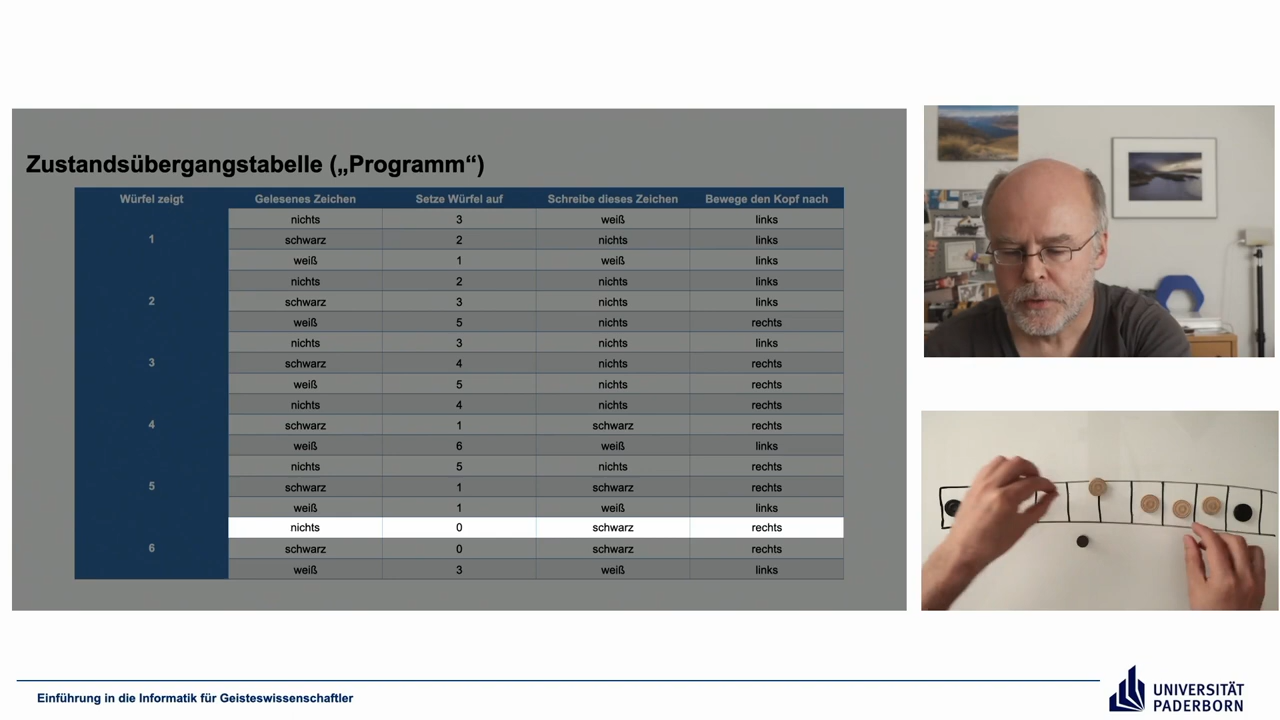 Zustandsübergangstabelle („Programm“)
Würfel zeigt Gelesenes Zeichen Setze Würfel auf Schreibe dieses Zeichen Bewege den Kopf nach
1
nichts 3 weiß links
schwarz 2 nichts links
weiß 1 weiß links
2
nichts 2 nichts links
schwarz 3 nichts links
weiß 5 nichts rechts
3
nichts 3 nichts links
schwarz 4 nichts rechts
weiß 5 nichts rechts
4
nichts 4 nichts rechts
schwarz 1 schwarz rechts
weiß 6 weiß links
5
nichts 5 nichts rechts
schwarz 1 schwarz rechts
weiß 1 weiß links
6
nichts 0 schwarz rechts
schwarz 0 schwarz rechts
weiß 3 weiß links
Einführung in die Informatik für Geisteswissenschaftler
UNIVERSITÄT
PADERBORN